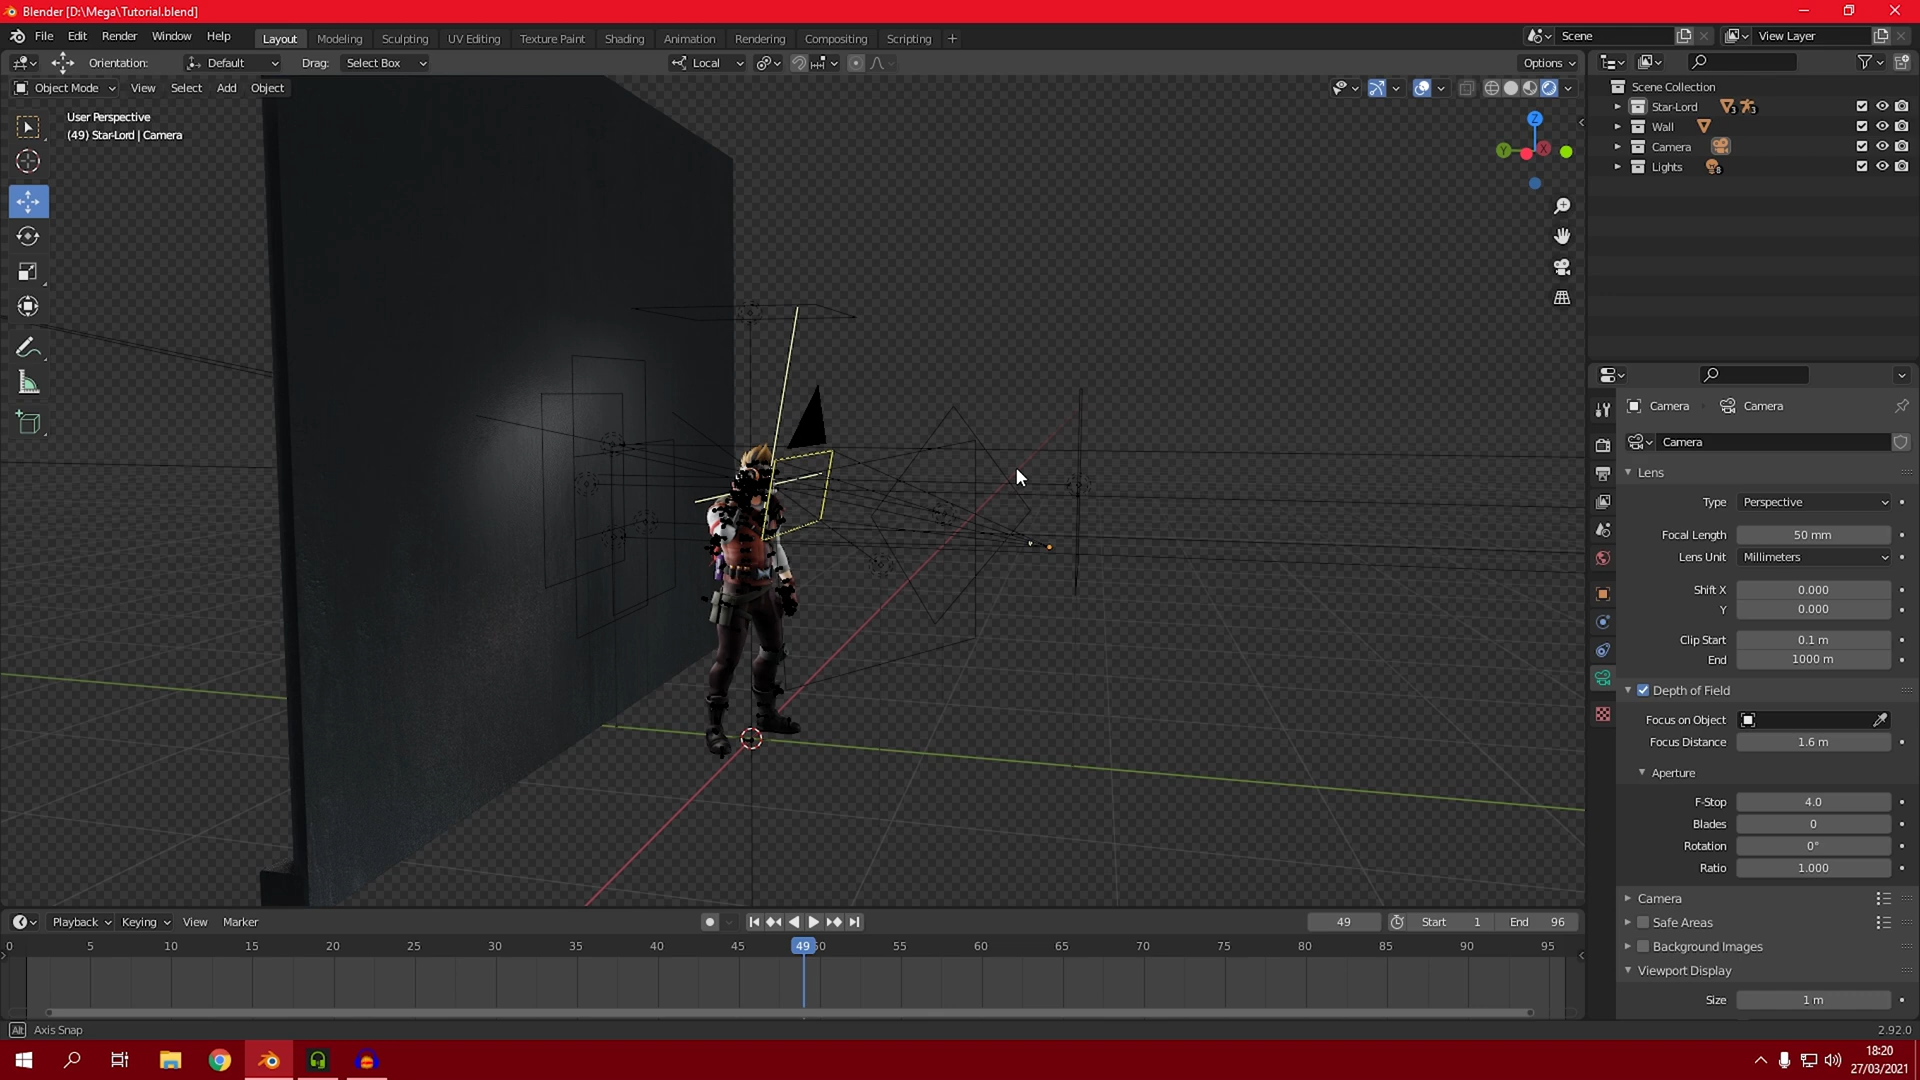 Blender [D:\Mega\Tutorial.blend]
File Edit Render Window Help
Layout Modeling Sculpting UV Editing Texture Paint Shading Animation Rendering Compositing Scripting +
Scene View Layer
Orientation: Default Drag: Select Box Local Options
Object Mode View Select Add Object
User Perspective
(49) Star-Lord | Camera
Z
Y X
Scene Collection
Star-Lord 3 3
Wall
Camera
Lights 8
Camera Camera
Camera
Lens
Type Perspective
Focal Length 50 mm
Lens Unit Millimeters
Shift X 0.000
Y 0.000
Clip Start 0.1 m
End 1000 m
Depth of Field
Focus on Object
Focus Distance 1.6 m
Aperture
F-Stop 4.0
Blades 0
Rotation 0°
Ratio 1.000
Camera
Safe Areas
Background Images
Viewport Display
Size 1 m
Playback Keying View Marker 49 Start 1 End 96
0 5 10 15 20 25 30 35 40 45 49 50 55 60 65 70 75 80 85 90 95
Alt Axis Snap 2.92.0
18:20
27/03/2021